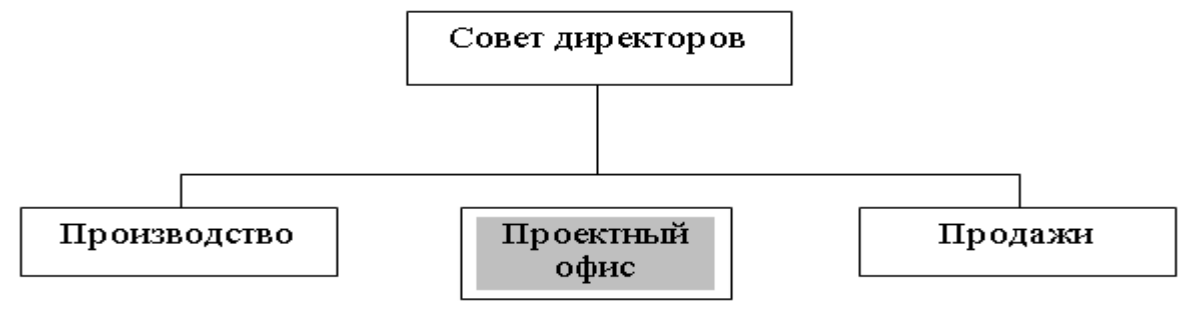 Совет директоров
Производство
Проектный
офис
Продажи